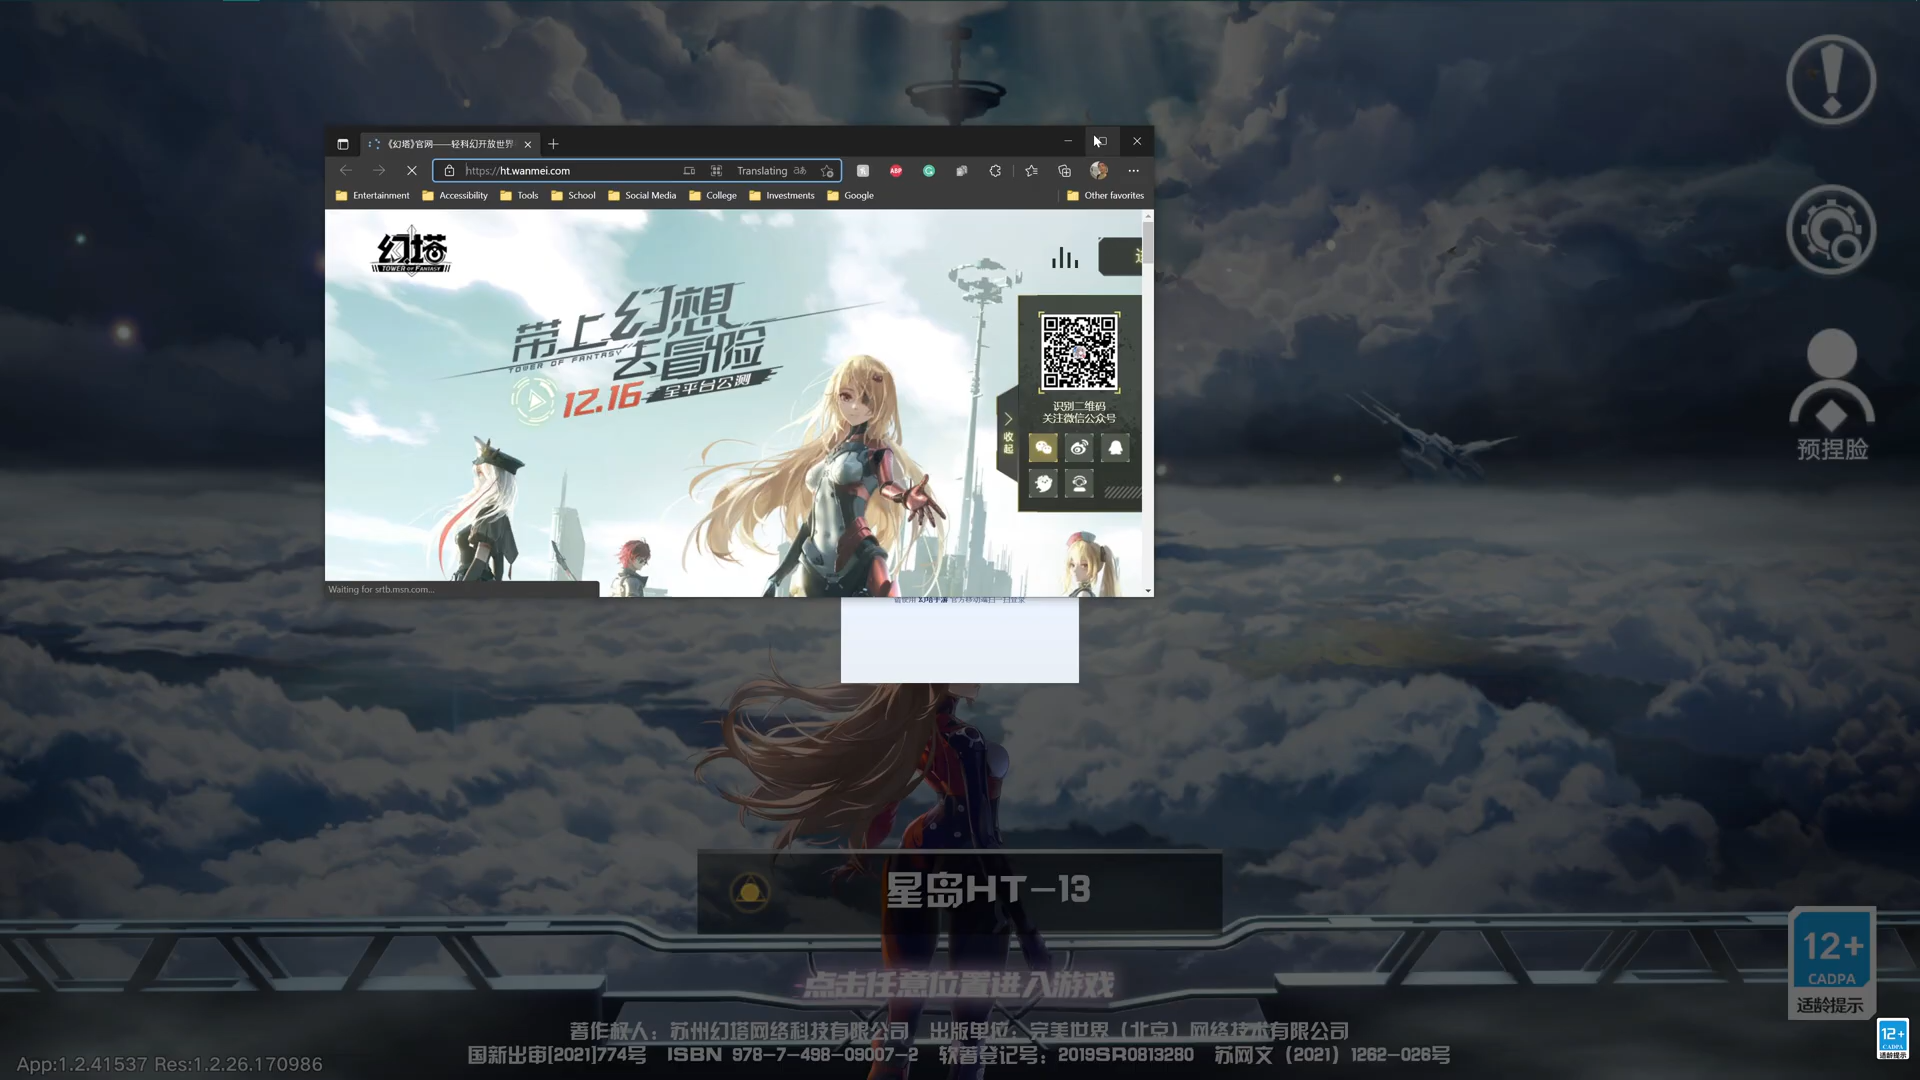 《幻塔》官网——轻科幻开放世界
https://ht.wanmei.com
Translating
ABP
Entertainment
Accessibility
Tools
School
Social Media
College
Investments
Google
Other favorites
幻塔
TOWER OF FANTASY
带上幻想
去冒险
TOWER OF FANTASY
12.16
全平台公测
识别二维码
关注微信公众号
收起
Waiting for srtb.msn.com...
预捏脸
星岛HT-13
点击任意位置进入游戏
12+
CADPA
适龄提示
著作权人：苏州幻塔网络科技有限公司 出版单位：完美世界（北京）网络技术有限公司
国新出审[2021]774号 ISBN 978-7-498-09007-2 软著登记号：2019SR0813280 苏网文（2021）1262-026号
App:1.2.41537 Res:1.2.26.170986
12+
CADPA
适龄提示